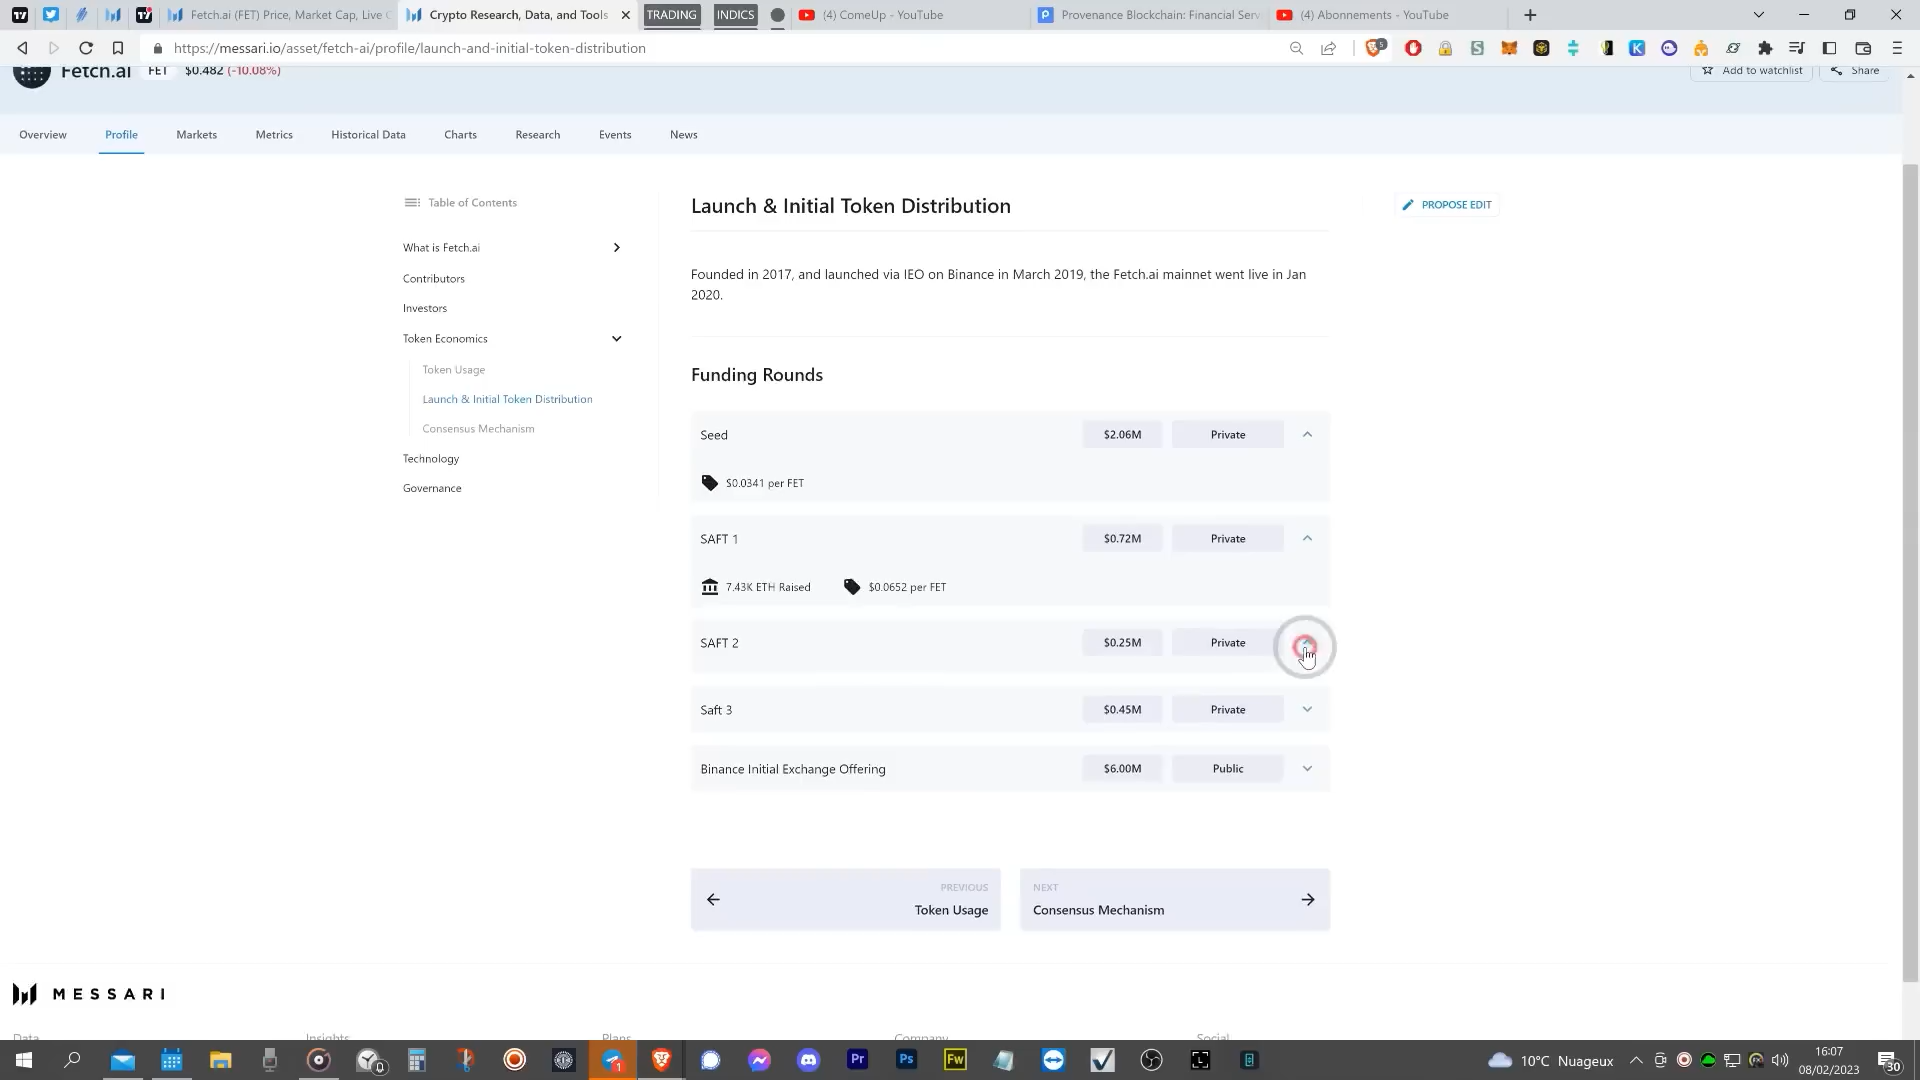 Fetch.ai (FET) Price, Market Cap, Live C
Crypto Research, Data, and Tools
TRADING
INDICS
(4) ComeUp - YouTube
Provenance Blockchain: Financial Serv
(4) Abonnements - YouTube
https://messari.io/asset/fetch-ai/profile/launch-and-initial-token-distribution
Fetch.ai FET $0.482 (-10.08%)
Add to watchlist
Share
Overview
Profile
Markets
Metrics
Historical Data
Charts
Research
Events
News
Table of Contents
What is Fetch.ai
Contributors
Investors
Token Economics
Token Usage
Launch & Initial Token Distribution
Consensus Mechanism
Technology
Governance
Launch & Initial Token Distribution
PROPOSE EDIT
Founded in 2017, and launched via IEO on Binance in March 2019, the Fetch.ai mainnet went live in Jan
2020.
Funding Rounds
Seed $2.06M Private
$0.0341 per FET
SAFT 1 $0.72M Private
7.43K ETH Raised $0.0652 per FET
SAFT 2 $0.25M Private
Saft 3 $0.45M Private
Binance Initial Exchange Offering $6.00M Public
PREVIOUS
Token Usage
NEXT
Consensus Mechanism
MESSARI
Data
Insights
Plans
Company
Social
10°C Nuageux
16:07
08/02/2023
30